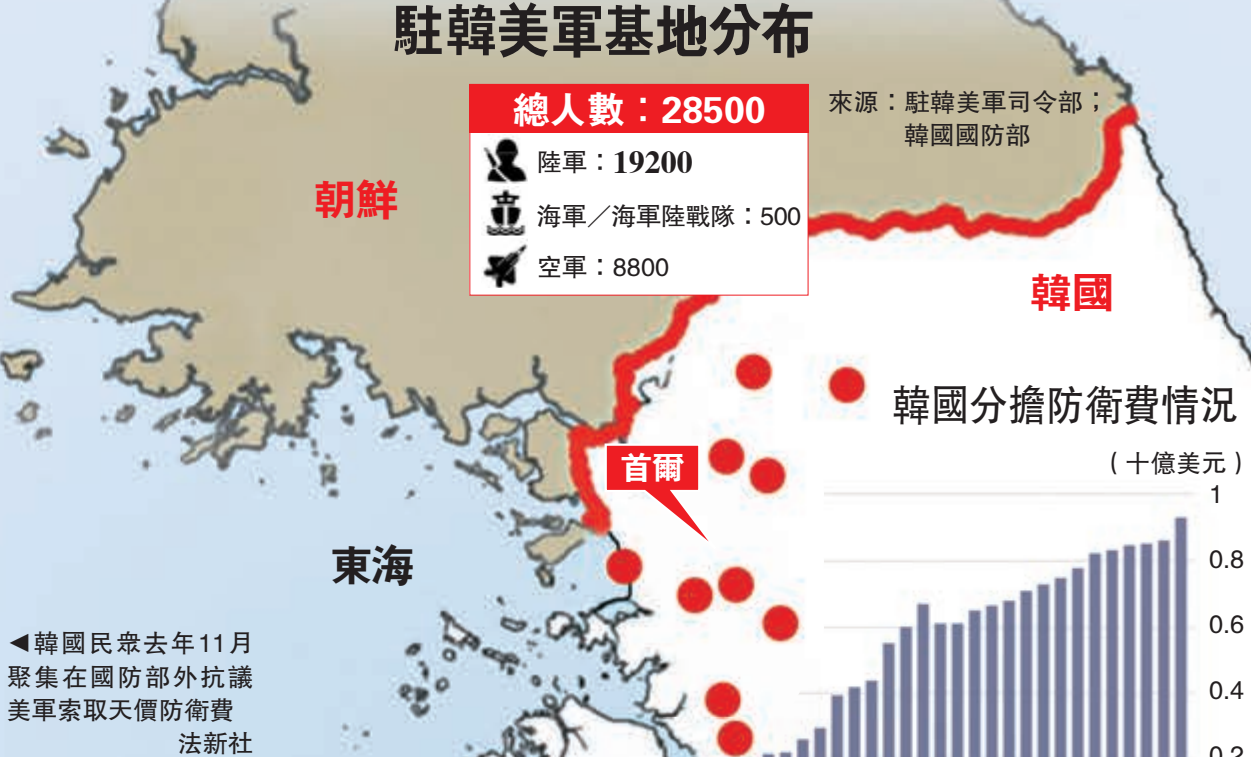 駐韓美軍基地分布
總人數：28500
陸軍：19200
海軍／海軍陸戰隊：500
空軍：8800
來源：駐韓美軍司令部；
韓國國防部
朝鮮
韓國
首爾
東海
韓國分擔防衛費情況
（十億美元）
1
0.8
0.6
0.4
0.2
◀韓國民衆去年11月
聚集在國防部外抗議
美軍索取天價防衛費
法新社